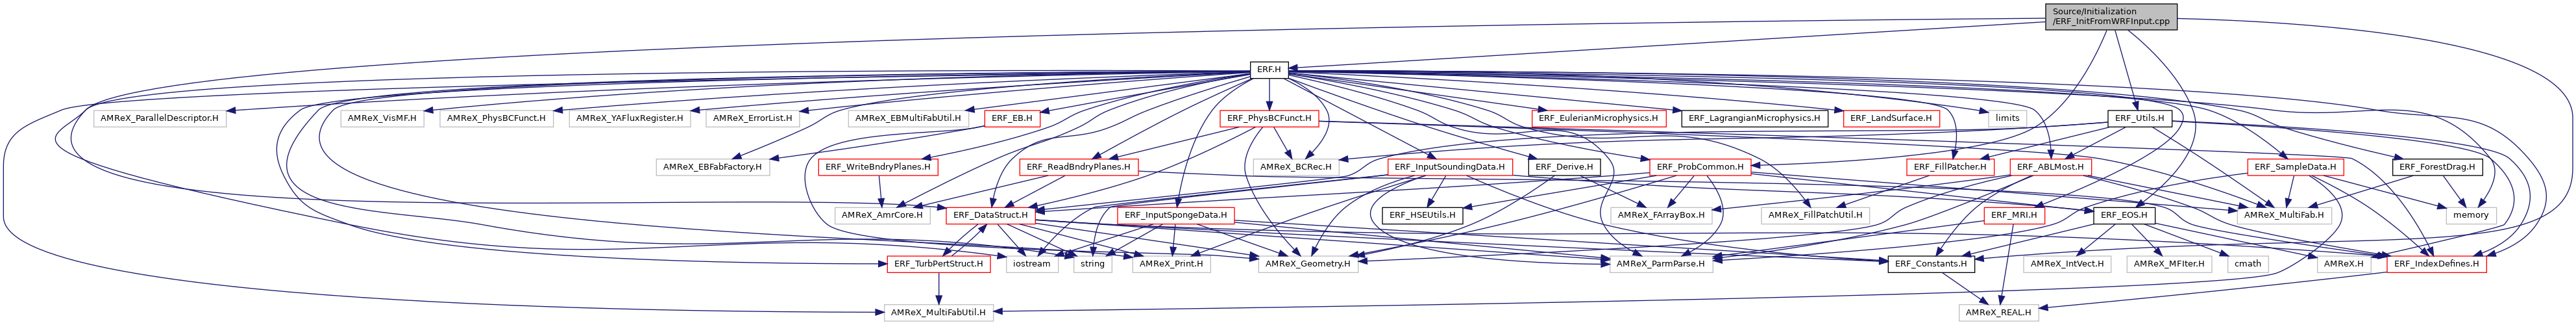 Source/Initialization
/ERF_InitFromWRFInput.cpp
ERF.H
AMReX_ParallelDescriptor.H
AMReX_VisMF.H
AMReX_PhysBCFunct.H
AMReX_YAFluxRegister.H
AMReX_ErrorList.H
AMReX_EBMultiFabUtil.H
ERF_EB.H
ERF_PhysBCFunct.H
ERF_EulerianMicrophysics.H
ERF_LagrangianMicrophysics.H
ERF_LandSurface.H
limits
ERF_Utils.H
AMReX_EBFabFactory.H
ERF_WriteBndryPlanes.H
ERF_ReadBndryPlanes.H
AMReX_BCRec.H
ERF_InputSoundingData.H
ERF_Derive.H
ERF_ProbCommon.H
ERF_FillPatcher.H
ERF_ABLMost.H
ERF_SampleData.H
ERF_ForestDrag.H
AMReX_AmrCore.H
ERF_DataStruct.H
ERF_InputSpongeData.H
ERF_HSEUtils.H
AMReX_FArrayBox.H
AMReX_FillPatchUtil.H
ERF_MRI.H
ERF_EOS.H
AMReX_MultiFab.H
memory
ERF_TurbPertStruct.H
iostream
string
AMReX_Print.H
AMReX_Geometry.H
AMReX_ParmParse.H
ERF_Constants.H
AMReX_IntVect.H
AMReX_MFIter.H
cmath
AMReX.H
ERF_IndexDefines.H
AMReX_MultiFabUtil.H
AMReX_REAL.H